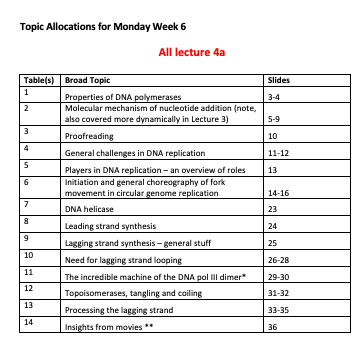 Topic Allocations for Monday Week 6
All lecture 4a
Table(s) Broad Topic Slides
1 Properties of DNA polymerases 3-4
2 Molecular mechanism of nucleotide addition (note,
also covered more dynamically in Lecture 3) 5-9
3 Proofreading 10
4 General challenges in DNA replication 11-12
5 Players in DNA replication – an overview of roles 13
6 Initiation and general choreography of fork
movement in circular genome replication 14-16
7 DNA helicase 23
8 Leading strand synthesis 24
9 Lagging strand synthesis – general stuff 25
10 Need for lagging strand looping 26-28
11 The incredible machine of the DNA pol III dimer* 29-30
12 Topoisomerases, tangling and coiling 31-32
13 Processing the lagging strand 33-35
14 Insights from movies ** 36